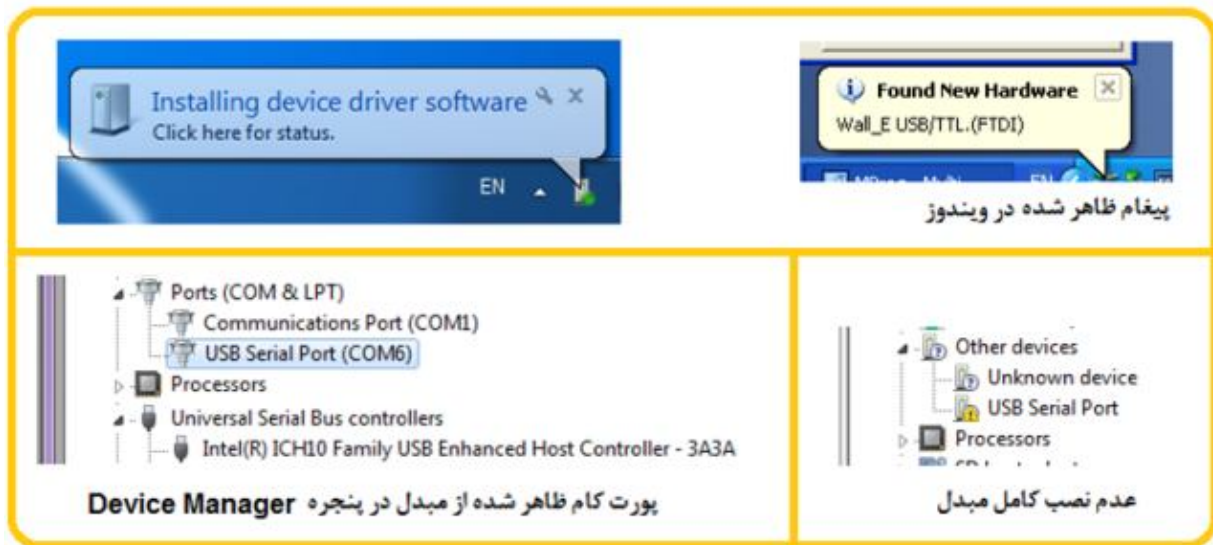 Installing device driver software
Click here for status.
EN
Found New Hardware
Wall_E USB/TTL.(FTDI)
EN
پیغام ظاهر شده در ویندوز
Ports (COM & LPT)
Communications Port (COM1)
USB Serial Port (COM6)
Processors
Universal Serial Bus controllers
Intel(R) ICH10 Family USB Enhanced Host Controller - 3A3A
پورت کام ظاهر شده از مبدل در پنجره Device Manager
Other devices
Unknown device
USB Serial Port
Processors
عدم نصب کامل مبدل